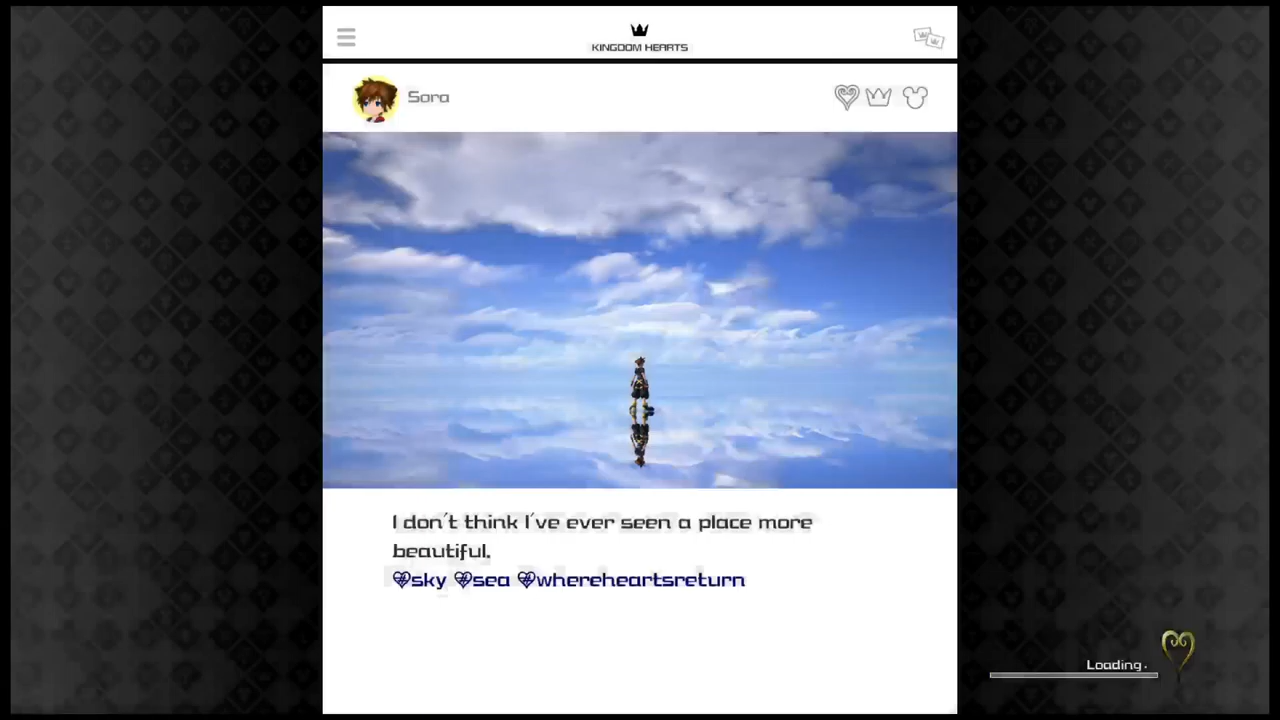 KINGDOM HEARTS
Sora
I don't think I've ever seen a place more
beautiful.
sky sea whereheartsreturn
Loading.